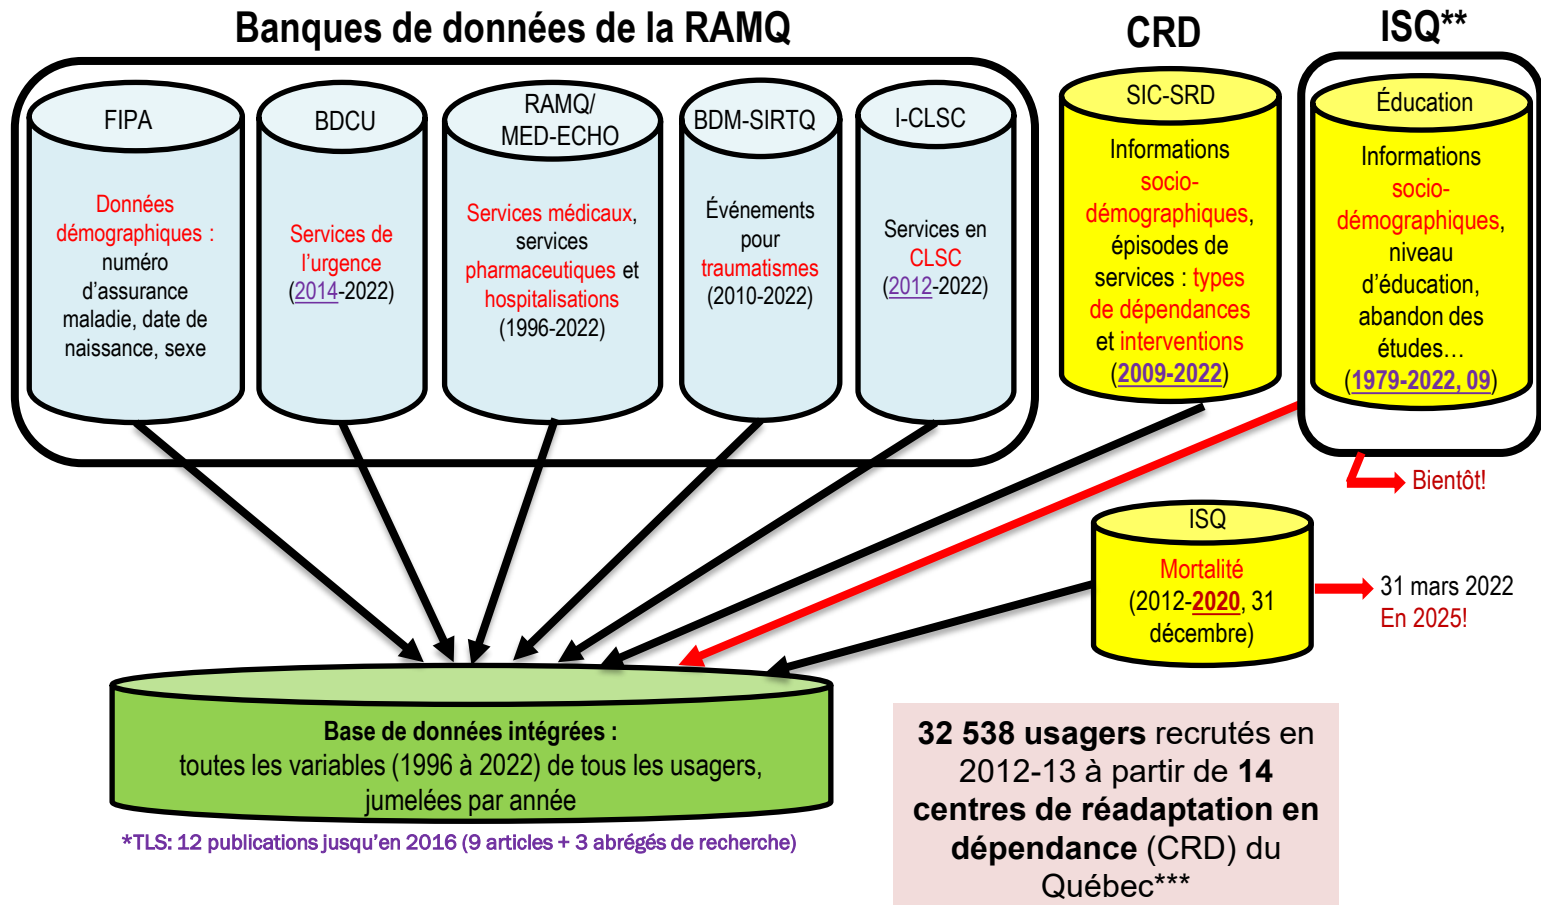 Banques de données de la RAMQ
CRD
ISQ**
FIPA
Données
démographiques :
numéro
d’assurance
maladie, date de
naissance, sexe
BDCU
Services de
l’urgence
(2014-2022)
RAMQ/
MED-ECHO
Services médicaux,
services
pharmaceutiques et
hospitalisations
(1996-2022)
BDM-SIRTQ
Événements
pour
traumatismes
(2010-2022)
I-CLSC
Services en
CLSC
(2012-2022)
SIC-SRD
Informations
socio-
démographiques,
épisodes de
services : types
de dépendances
et interventions
(2009-2022)
Éducation
Informations
socio-
démographiques,
niveau
d’éducation,
abandon des
études…
(1979-2022, 09)
Bientôt!
ISQ
Mortalité
(2012-2020, 31
décembre)
31 mars 2022
En 2025!
Base de données intégrées :
toutes les variables (1996 à 2022) de tous les usagers,
jumelées par année
*TLS: 12 publications jusqu’en 2016 (9 articles + 3 abrégés de recherche)
32 538 usagers recrutés en
2012-13 à partir de 14
centres de réadaptation en
dépendance (CRD) du
Québec***